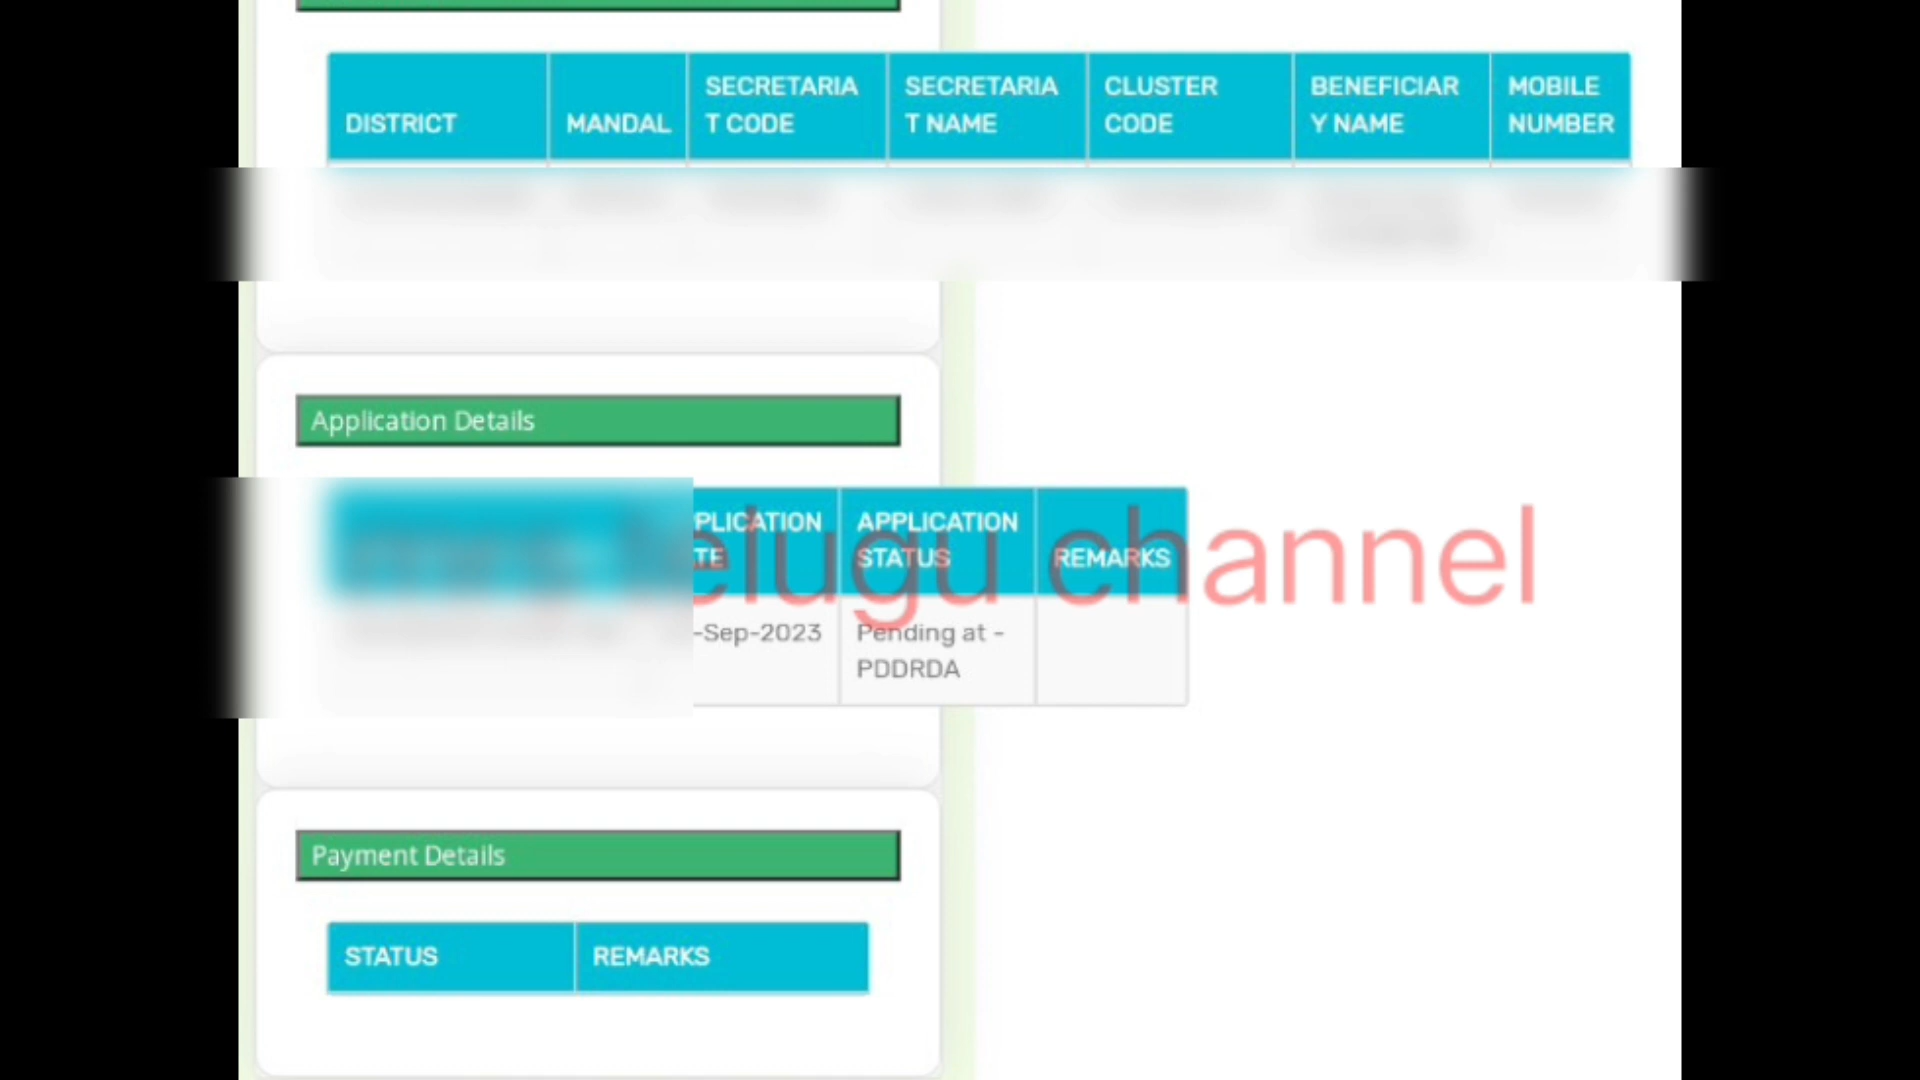 DISTRICT
MANDAL
SECRETARIA
T CODE
SECRETARIA
T NAME
CLUSTER
CODE
BENEFICIAR
Y NAME
MOBILE
NUMBER
Application Details
PLICATION
TE
APPLICATION
STATUS
REMARKS
elugu channel
-Sep-2023
Pending at -
PDDRDA
Payment Details
STATUS
REMARKS